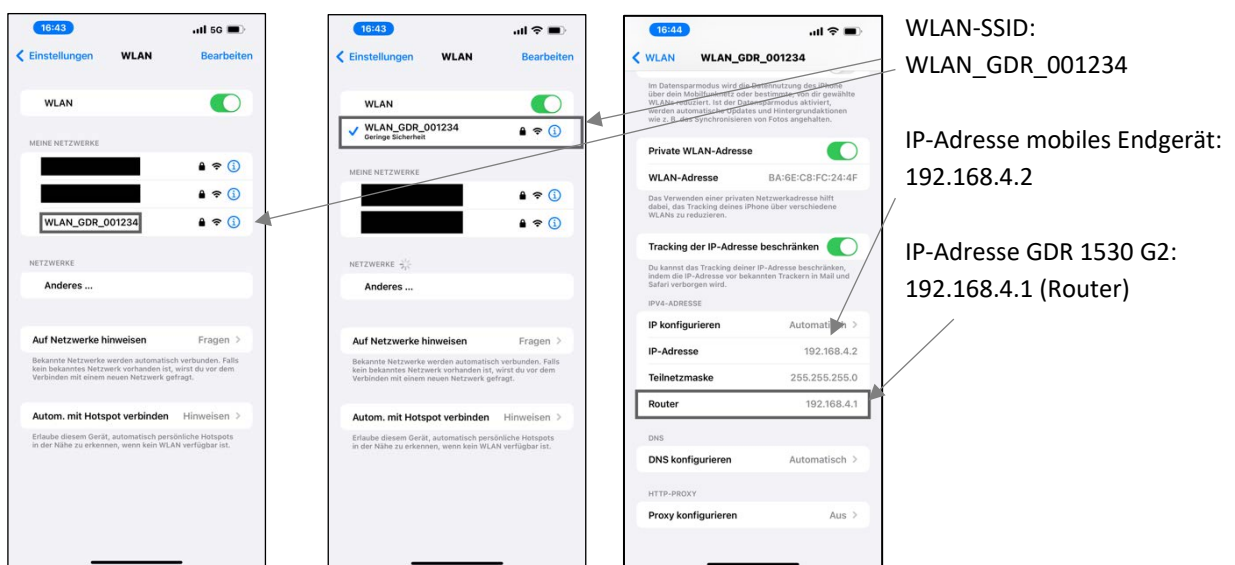 16:43
5G
Einstellungen WLAN Bearbeiten
WLAN
MEINE NETZWERKE
WLAN_GDR_001234
NETZWERKE
Anderes ...
Auf Netzwerke hinweisen Fragen >
Bekannte Netzwerke werden automatisch verbunden. Falls
kein bekanntes Netzwerk vorhanden ist, wirst du vor dem
Verbinden mit einem neuen Netzwerk gefragt.
Autom. mit Hotspot verbinden Hinweisen >
Erlaube diesem Gerät, automatisch persönliche Hotspots
in der Nähe zu erkennen, wenn kein WLAN verfügbar ist.
16:43
Einstellungen WLAN Bearbeiten
WLAN
WLAN_GDR_001234
Geringe Sicherheit
MEINE NETZWERKE
NETZWERKE
Anderes ...
Auf Netzwerke hinweisen Fragen >
Bekannte Netzwerke werden automatisch verbunden. Falls
kein bekanntes Netzwerk vorhanden ist, wirst du vor dem
Verbinden mit einem neuen Netzwerk gefragt.
Autom. mit Hotspot verbinden Hinweisen >
Erlaube diesem Gerät, automatisch persönliche Hotspots
in der Nähe zu erkennen, wenn kein WLAN verfügbar ist.
16:44
WLAN WLAN_GDR_001234
Im Datensparmodus wird die Datennutzung des iPhone
über dein Mobilfunknetz oder bestimmte, von dir gewählte
WLANs reduziert. Ist der Datensparmodus aktiviert,
werden automatische Updates und Hintergrundaktionen
wie z. B. das Synchronisieren von Fotos angehalten.
Private WLAN-Adresse
WLAN-Adresse BA:6E:C8:FC:24:4F
Das Verwenden einer privaten Netzwerkadresse hilft
dabei, das Tracking deines iPhone über verschiedene
WLANs zu reduzieren.
Tracking der IP-Adresse beschränken
Du kannst das Tracking deiner IP-Adresse beschränken,
indem die IP-Adresse vor bekannten Trackern in Mail und
Safari verborgen wird.
IPV4-ADRESSE
IP konfigurieren Automatisch >
IP-Adresse 192.168.4.2
Teilnetzmaske 255.255.255.0
Router 192.168.4.1
DNS
DNS konfigurieren Automatisch >
HTTP-PROXY
Proxy konfigurieren Aus >
WLAN-SSID:
WLAN_GDR_001234
IP-Adresse mobiles Endgerät:
192.168.4.2
IP-Adresse GDR 1530 G2:
192.168.4.1 (Router)